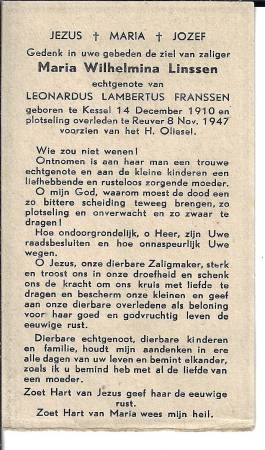 JEZUS † MARIA † JOZEF
Gedenk in uwe gebeden de ziel van zaliger
Maria Wilhelmina Linssen
echtgenote van
LEONARDUS LAMBERTUS FRANSSEN
geboren te Kessel 14 December 1910 en
plotseling overleden te Reuver 8 Nov. 1947
voorzien van het H. Oliesel.
Wie zou niet wenen!
Ontnomen is aan haar man een trouwe
echtgenote en aan de kleine kinderen een
liefhebbende en rusteloos zorgende moeder.
O mijn God, waarom moest de dood een
zo bittere scheiding teweeg brengen, zo
plotseling en onverwacht en zo zwaar te
dragen!
Hoe ondoorgrondelijk, o Heer, zijn Uwe
raadsbesluiten en hoe onnaspeurlijk Uwe
wegen.
O Jezus, onze dierbare Zaligmaker, sterk
en troost ons in onze droefheid en schenk
ons de kracht om ons kruis met liefde te
dragen en bescherm onze kleinen en geef
aan onze dierbare overledene als beloning
voor haar goed en godvruchtig leven de
eeuwige rust.
Dierbare echtgenoot, dierbare kinderen
en familie, houdt mijn aandenken in ere
alle dagen van uw leven en bemint elkander,
zoals ik u bemind heb met al de liefde van
een moeder.
Zoet Hart van Jezus geef haar de eeuwige
rust.
Zoet Hart van Maria wees mijn heil.